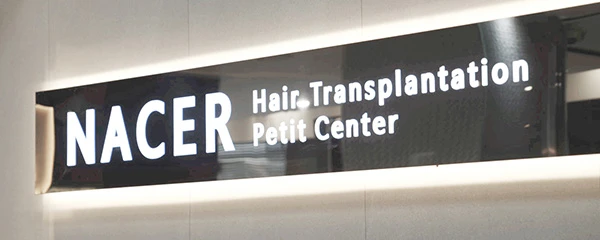 NACER
Hair Transplantation
Petit Center